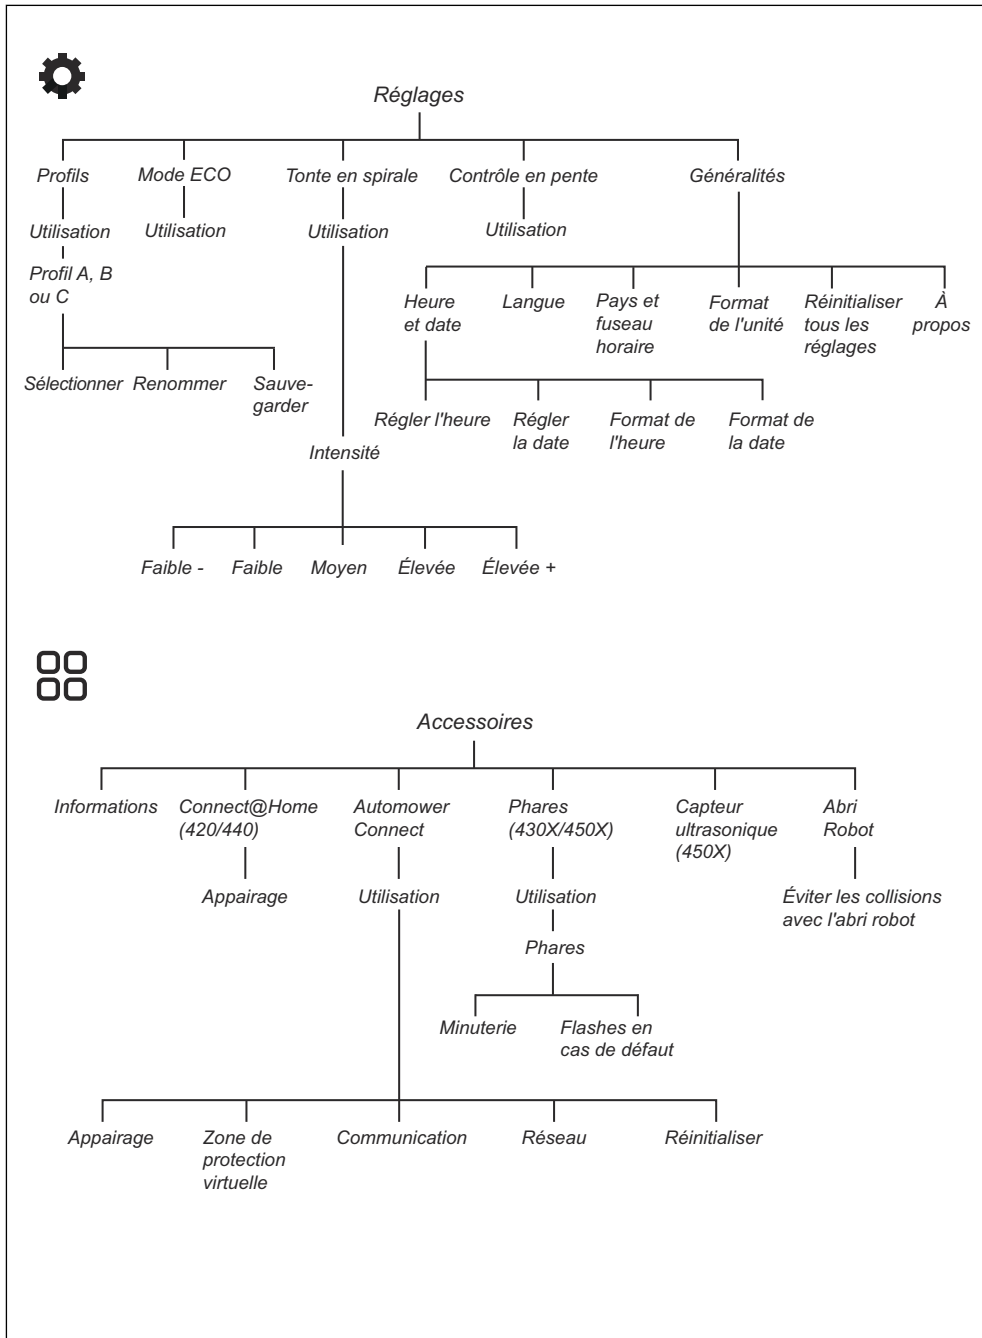 Réglages
Profils
Mode ECO
Tonte en spirale
Contrôle en pente
Généralités
Utilisation
Utilisation
Utilisation
Utilisation
Profil A, B
ou C
Heure
et date
Langue
Pays et
fuseau
horaire
Format
de l'unité
Réinitialiser
tous les
réglages
À
propos
Sélectionner
Renommer
Sauve-
garder
Régler l'heure
Régler
la date
Format de
l'heure
Format de
la date
Intensité
Faible -
Faible
Moyen
Élevée
Élevée +
Accessoires
Informations
Connect@Home
(420/440)
Automower
Connect
Phares
(430X/450X)
Capteur
ultrasonique
(450X)
Abri
Robot
Appairage
Utilisation
Utilisation
Éviter les collisions
avec l'abri robot
Phares
Minuterie
Flashes en
cas de défaut
Appairage
Zone de
protection
virtuelle
Communication
Réseau
Réinitialiser